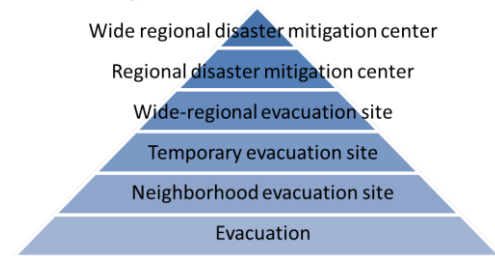 Wide regional disaster mitigation center
Regional disaster mitigation center
Wide-regional evacuation site
Temporary evacuation site
Neighborhood evacuation site
Evacuation